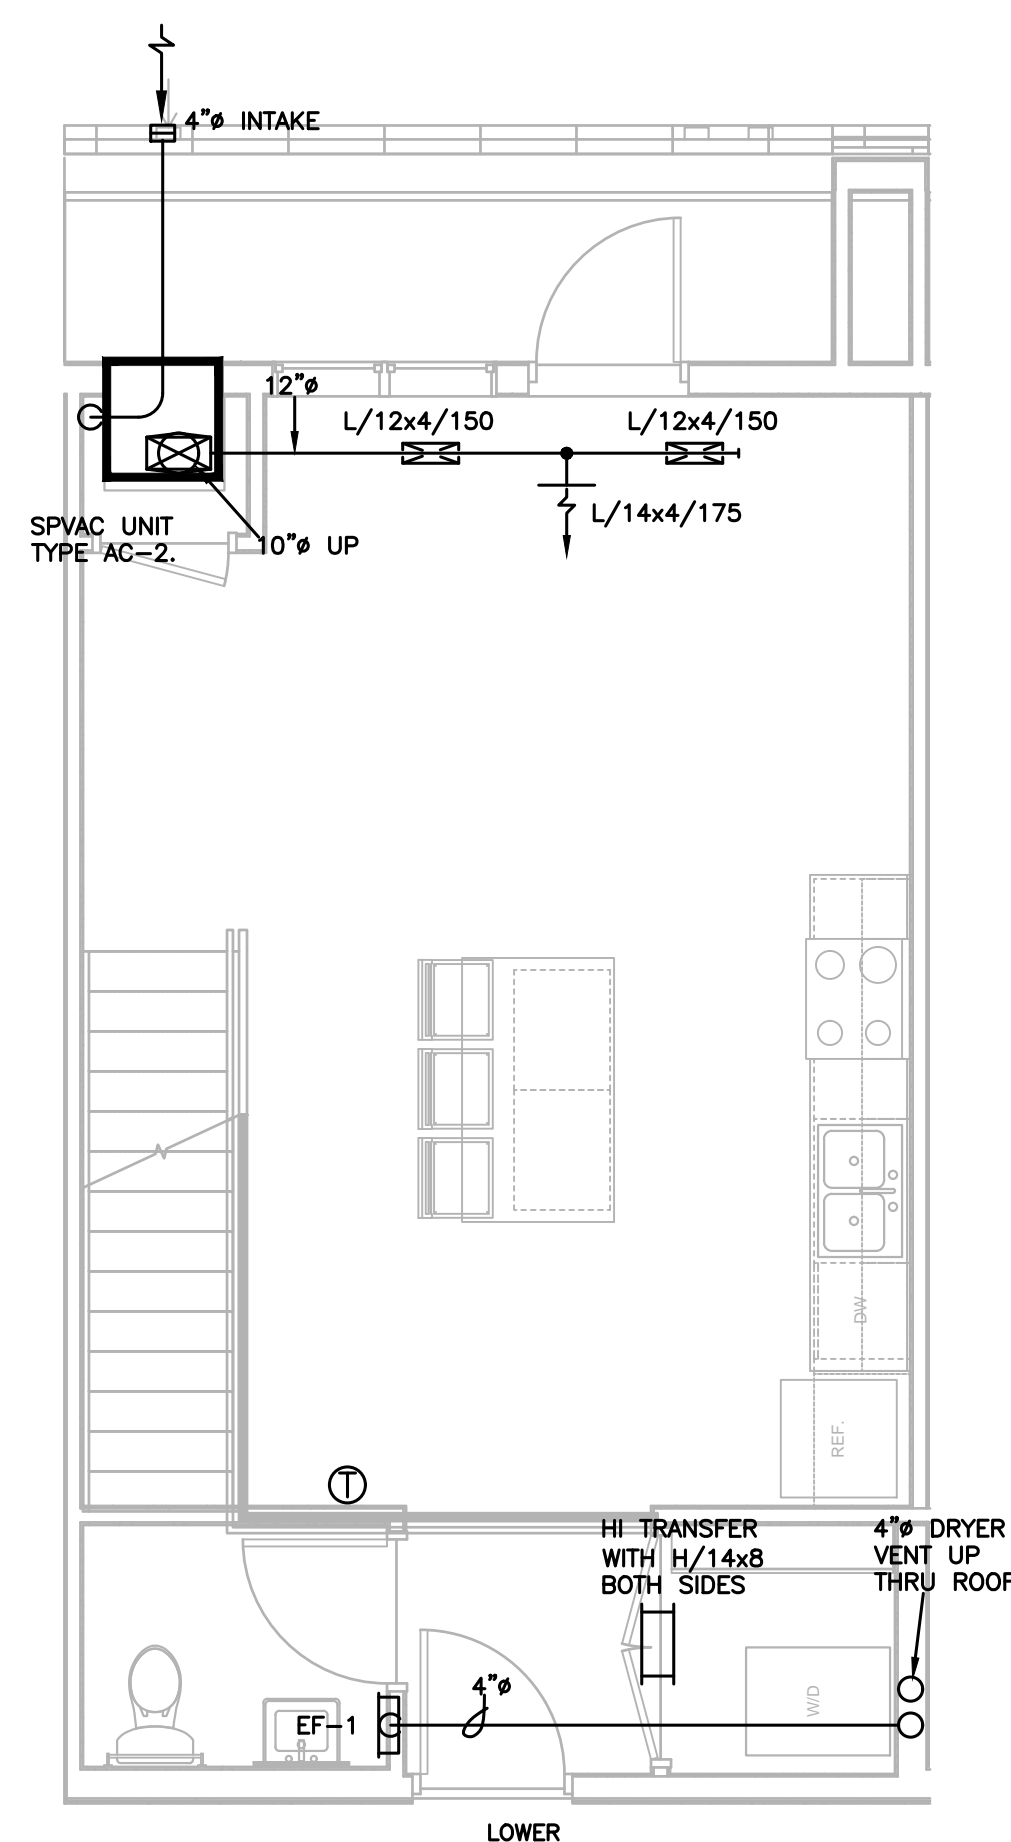 4"ø INTAKE
12"ø
L/12x4/150
L/12x4/150
L/14x4/175
SPVAC UNIT
TYPE AC-2.
10"ø UP
DW
REF.
T
HI TRANSFER
WITH H/14x8
BOTH SIDES
4"ø DRYER
VENT UP
THRU ROOF
4"ø
W/D
EF-1
LOWER